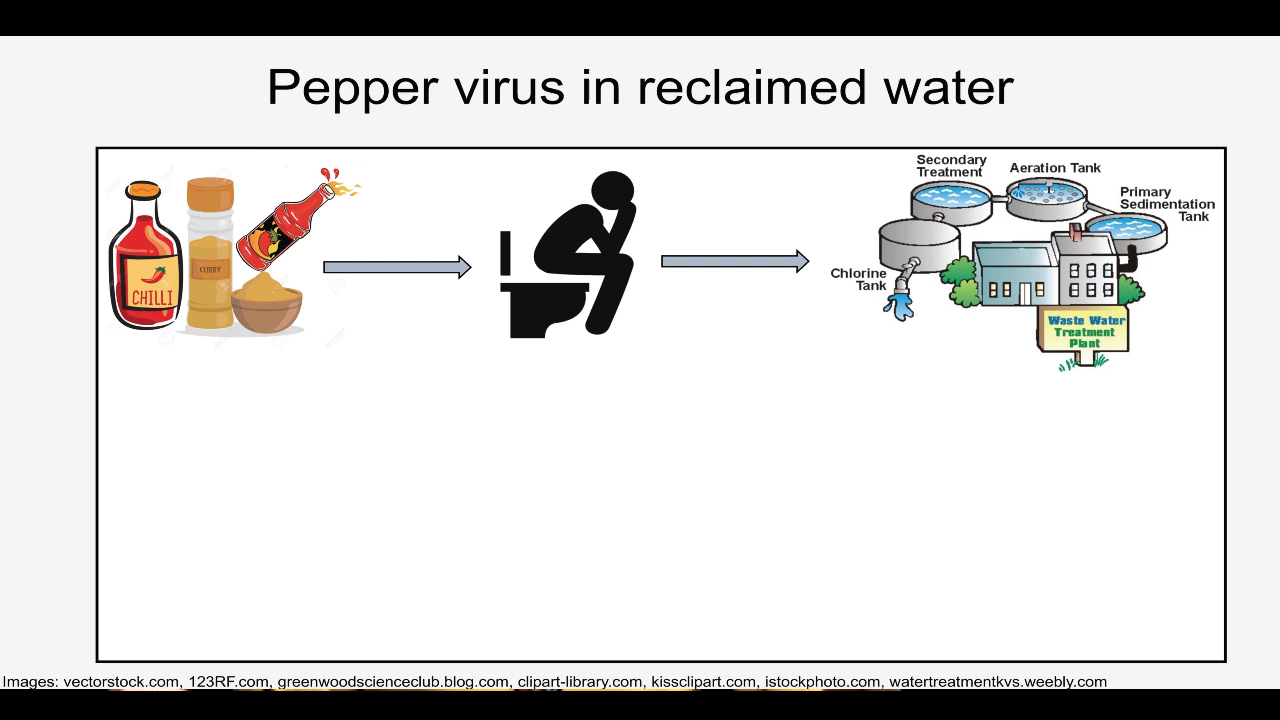 Pepper virus in reclaimed water
CHILLI
CURRY
Secondary
Treatment
Aeration Tank
Primary
Sedimentation
Tank
Chlorine
Tank
Waste Water
Treatment
Plant
Images: vectorstock.com, 123RF.com, greenwoodscienceclub.blog.com, clipart-library.com, kissclipart.com, istockphoto.com, watertreatmentkvs.weebly.com